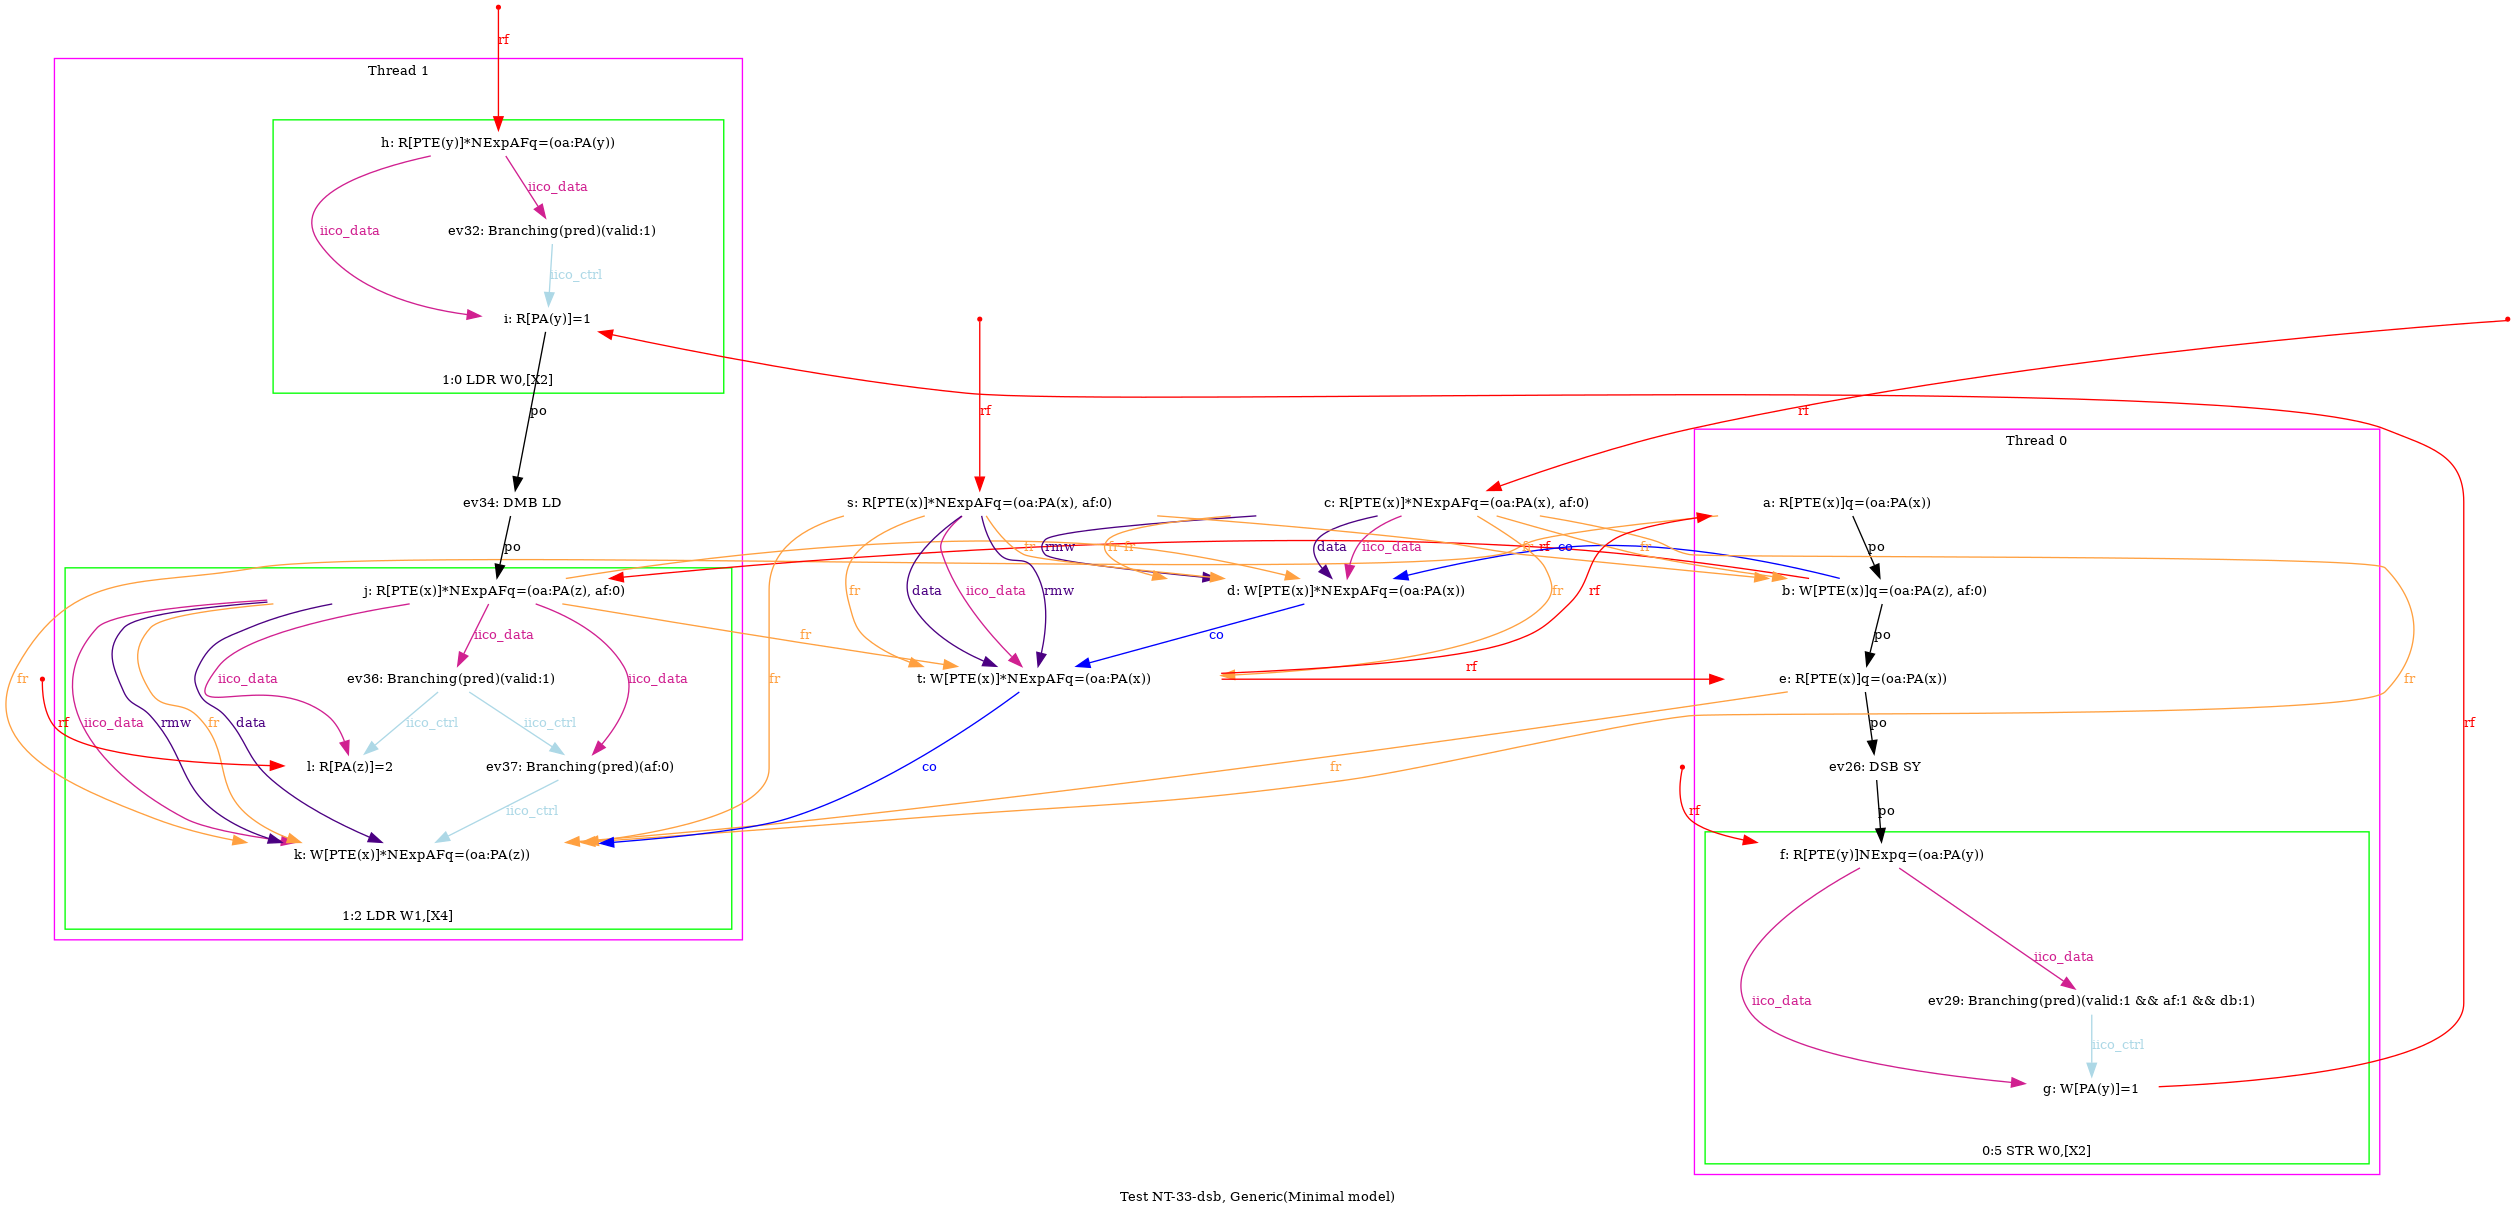 rf
Thread 1
h: R[PTE(y)]*NExpAFq=(oa:PA(y))
iico_data
iico_data
ev32: Branching(pred)(valid:1)
iico_ctrl
i: R[PA(y)]=1
1:0 LDR W0,[X2]
po
rf
rf
Thread 0
ev34: DMB LD
s: R[PTE(x)]*NExpAFq=(oa:PA(x), af:0)
c: R[PTE(x)]*NExpAFq=(oa:PA(x), af:0)
a: R[PTE(x)]q=(oa:PA(x))
po
fr
rmw
fr
fr
data
iico_data
fr
rf
co
fr
po
j: R[PTE(x)]*NExpAFq=(oa:PA(z), af:0)
fr
data
iico_data
rmw
d: W[PTE(x)]*NExpAFq=(oa:PA(x))
fr
rf
b: W[PTE(x)]q=(oa:PA(z), af:0)
iico_data
fr
co
po
fr
iico_data
ev36: Branching(pred)(valid:1)
iico_data
fr
t: W[PTE(x)]*NExpAFq=(oa:PA(x))
rf
e: R[PTE(x)]q=(oa:PA(x))
fr
rf
iico_data
rmw
fr
data
iico_ctrl
iico_ctrl
po
rf
l: R[PA(z)]=2
ev37: Branching(pred)(af:0)
co
fr
ev26: DSB SY
iico_ctrl
rf
po
k: W[PTE(x)]*NExpAFq=(oa:PA(z))
f: R[PTE(y)]NExpq=(oa:PA(y))
1:2 LDR W1,[X4]
iico_data
iico_data
ev29: Branching(pred)(valid:1 && af:1 && db:1)
iico_ctrl
g: W[PA(y)]=1
0:5 STR W0,[X2]
Test NT-33-dsb, Generic(Minimal model)